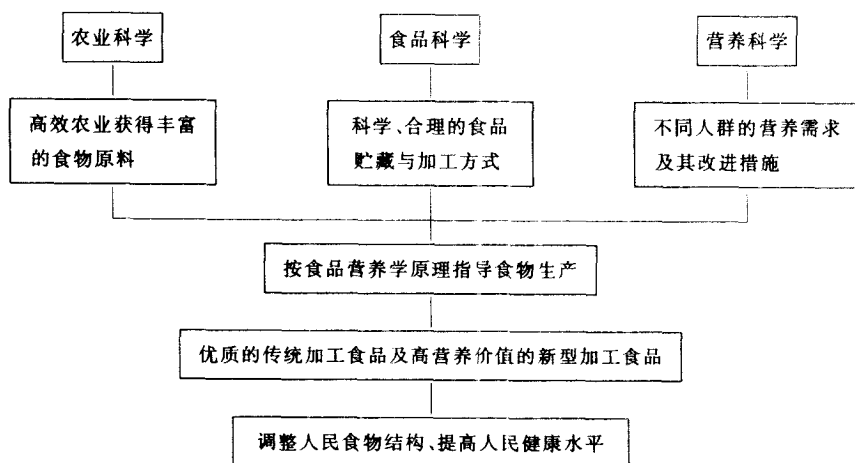 农业科学
食品科学
营养科学
高效农业获得丰富
的食物原料
科学、合理的食品
贮藏与加工方式
不同人群的营养需求
及其改进措施
按食品营养学原理指导食物生产
优质的传统加工食品及高营养价值的新型加工食品
调整人民食物结构、提高人民健康水平